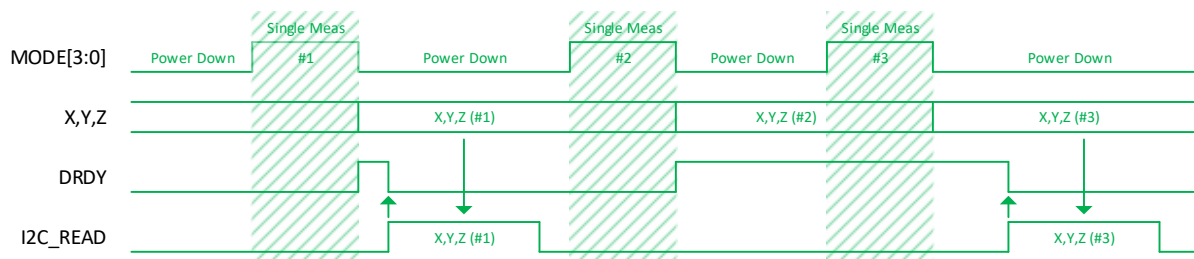 Single Meas Single Meas Single Meas
MODE[3:0] Power Down #1 Power Down #2 Power Down #3 Power Down
X,Y,Z X,Y,Z (#1) X,Y,Z (#2) X,Y,Z (#3)
DRDY
I2C_READ X,Y,Z (#1) X,Y,Z (#3)